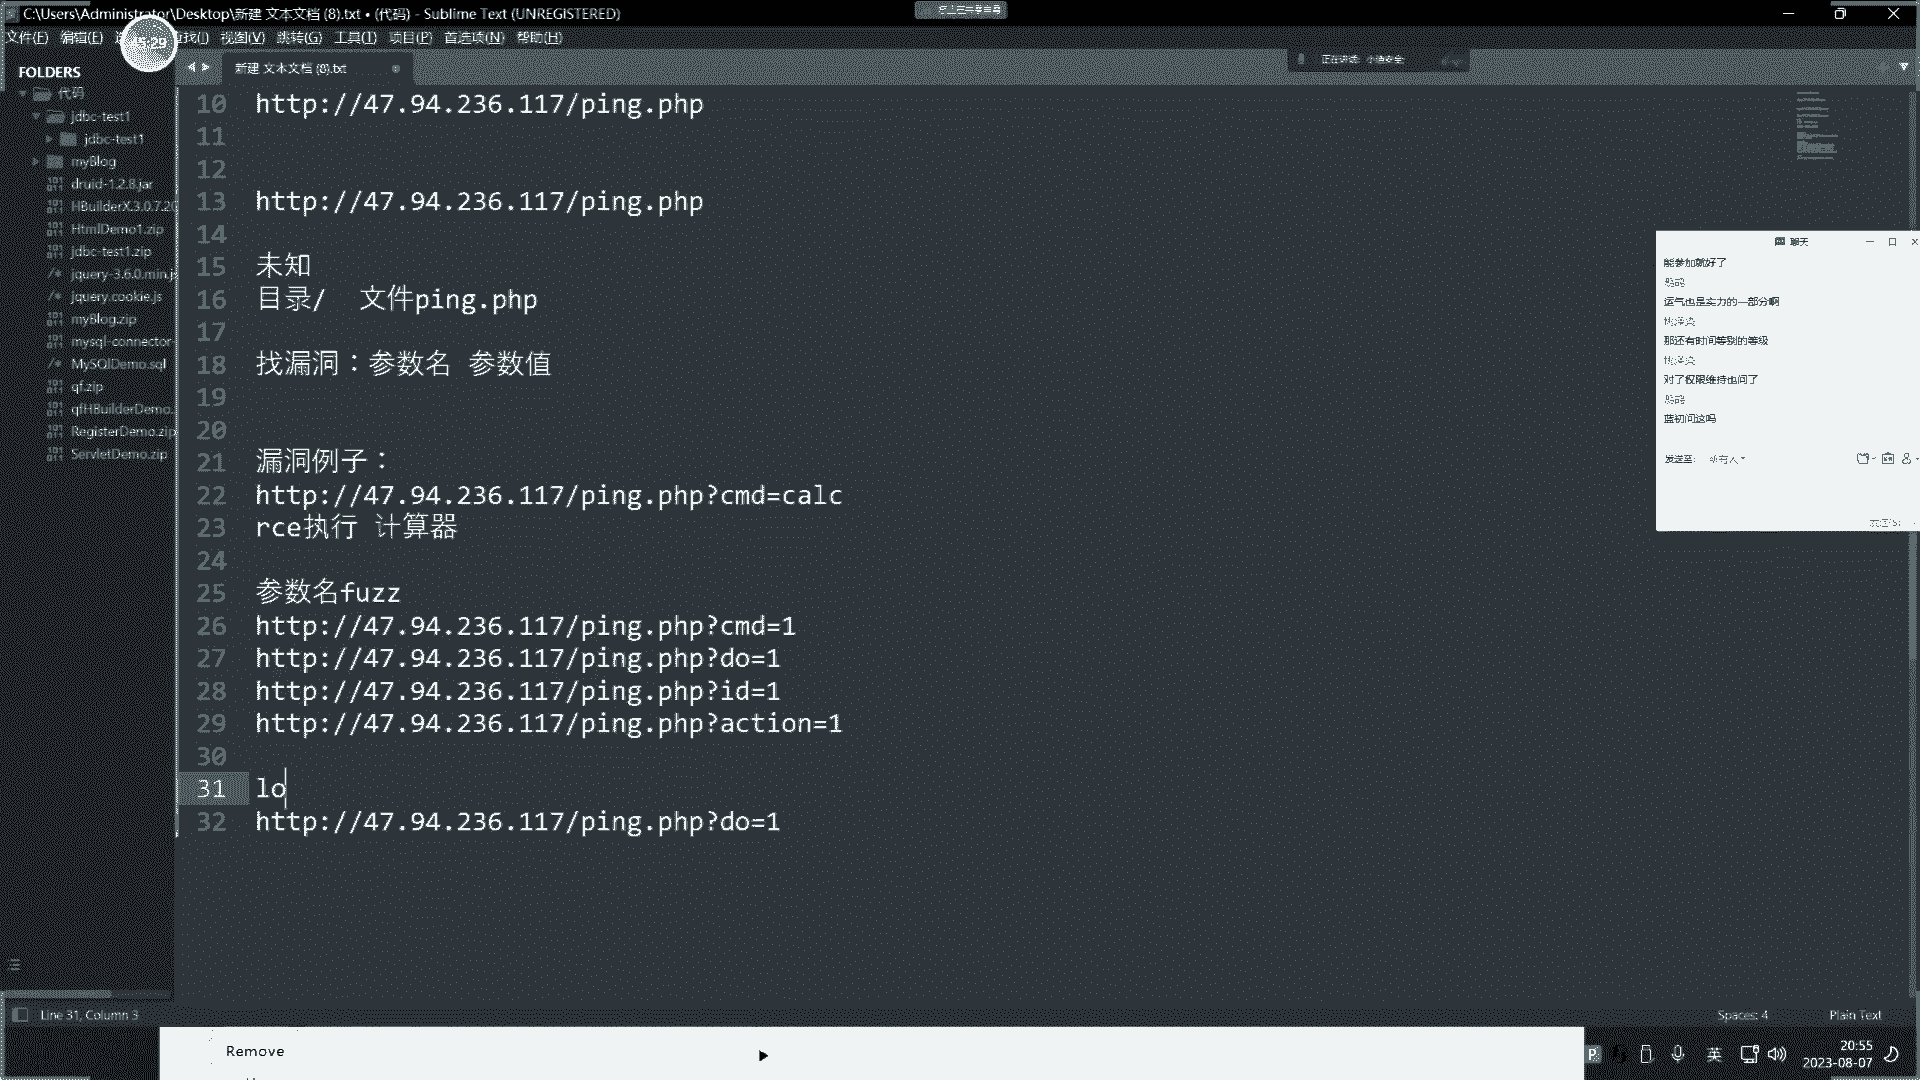 C:\Users\Administrator\Desktop\新建 文本文档 (8).txt • (代码) - Sublime Text (UNREGISTERED)
文件(F) 编辑(E) 查找(I) 视图(V) 跳转(G) 工具(T) 项目(P) 首选项(N) 帮助(H)
45:29
正在讲话: 小迪安全
FOLDERS
代码
jdbc-test1
jdbc-test1
myBlog
druid-1.2.8.jar
HBuilderX.3.0.7.20
HtmlDemo1.zip
jdbc-test1.zip
jquery-3.6.0.min.js
jquery.cookie.js
myBlog.zip
mysql-connector-
MySQlDemo.sql
qf.zip
qfHBuilderDemo.
RegisterDemo.zip
ServletDemo.zip
新建 文本文档 (8).txt
10 http://47.94.236.117/ping.php
11
12
13 http://47.94.236.117/ping.php
14
15 未知
16 目录/ 文件ping.php
17
18 找漏洞：参数名 参数值
19
20
21 漏洞例子：
22 http://47.94.236.117/ping.php?cmd=calc
23 rce执行 计算器
24
25 参数名fuzz
26 http://47.94.236.117/ping.php?cmd=1
27 http://47.94.236.117/ping.php?do=1
28 http://47.94.236.117/ping.php?id=1
29 http://47.94.236.117/ping.php?action=1
30
31 lo
32 http://47.94.236.117/ping.php?do=1
聊天
能参加就好了
运气也是实力的一部分啊
那还有时间等别的等级
对了权限维持也问了
蓝初问这吗
发送至: 所有人
Line 31, Column 3
Spaces: 4
Plain Text
Remove
英
20:55
2023-08-07